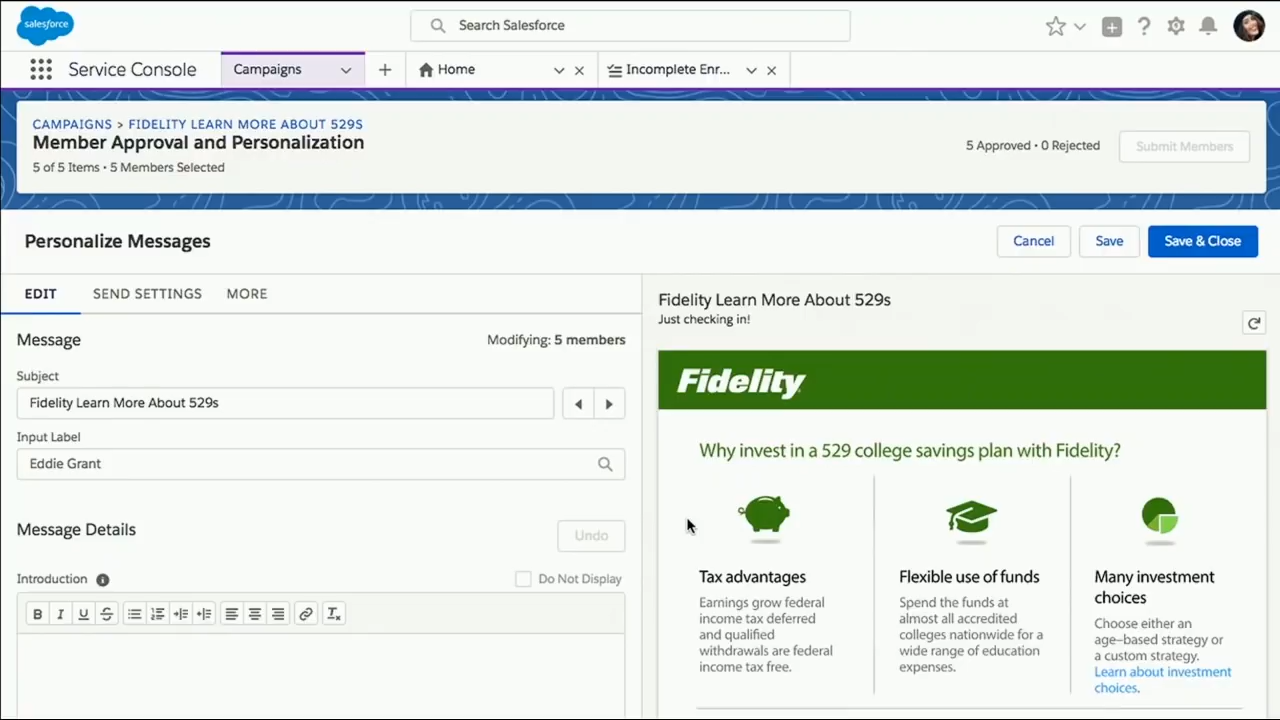 salesforce
Search Salesforce
Service Console
Campaigns
Home
Incomplete Enr...
CAMPAIGNS > FIDELITY LEARN MORE ABOUT 529S
Member Approval and Personalization
5 of 5 Items • 5 Members Selected
5 Approved • 0 Rejected
Submit Members
Personalize Messages
Cancel
Save
Save & Close
EDIT
SEND SETTINGS
MORE
Message
Modifying: 5 members
Subject
Fidelity Learn More About 529s
Input Label
Eddie Grant
Message Details
Undo
Introduction
Do Not Display
B I U S
Fidelity Learn More About 529s
Just checking in!
Fidelity
Why invest in a 529 college savings plan with Fidelity?
Tax advantages
Earnings grow federal
income tax deferred
and qualified
withdrawals are federal
income tax free.
Flexible use of funds
Spend the funds at
almost all accredited
colleges nationwide for a
wide range of education
expenses.
Many investment
choices
Choose either an
age-based strategy or
a custom strategy.
Learn about investment
choices.